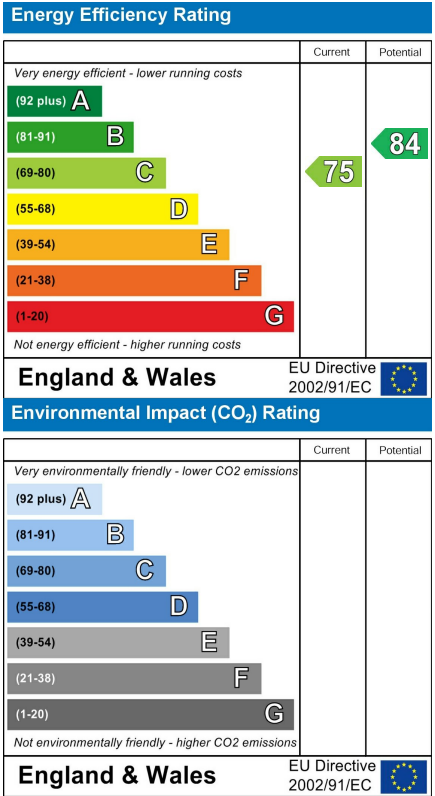 Energy Efficiency Rating
Current Potential
Very energy efficient - lower running costs
(92 plus) A
(81-91) B
84
(69-80) C
75
(55-68) D
(39-54) E
(21-38) F
(1-20) G
Not energy efficient - higher running costs
England & Wales
EU Directive
2002/91/EC
Environmental Impact (CO₂) Rating
Current Potential
Very environmentally friendly - lower CO2 emissions
(92 plus) A
(81-91) B
(69-80) C
(55-68) D
(39-54) E
(21-38) F
(1-20) G
Not environmentally friendly - higher CO2 emissions
England & Wales
EU Directive
2002/91/EC